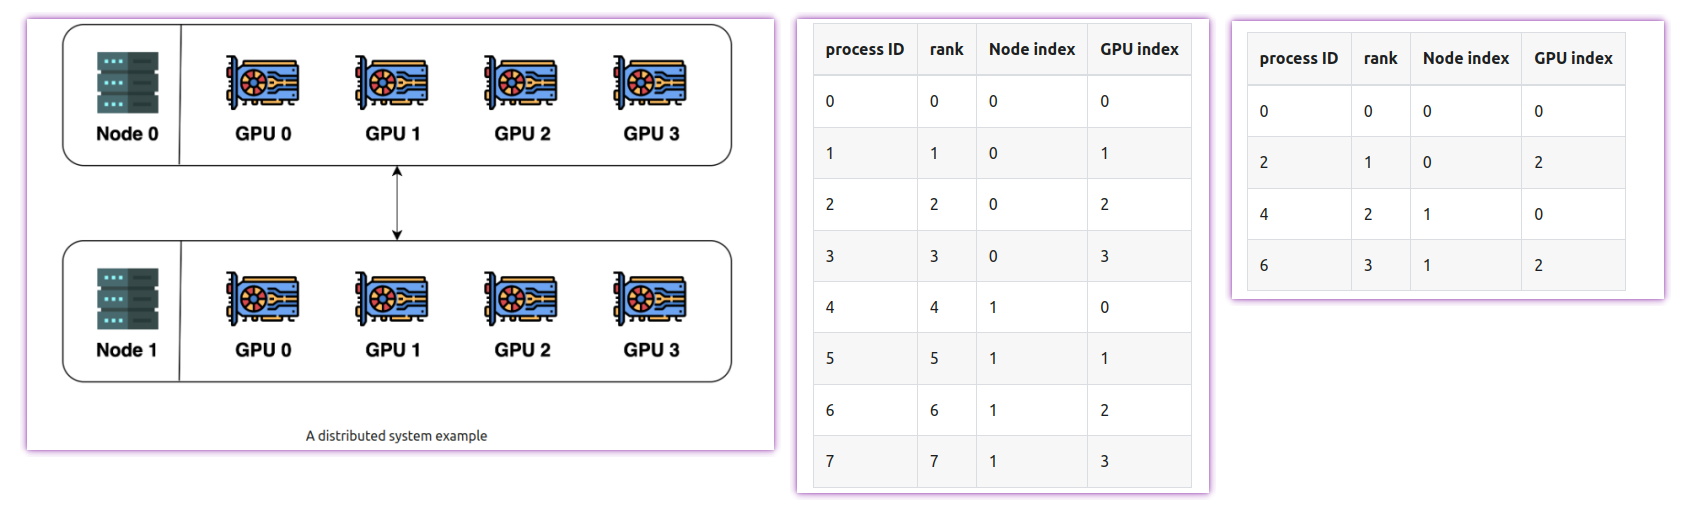 Node 0 GPU 0 GPU 1 GPU 2 GPU 3
Node 1 GPU 0 GPU 1 GPU 2 GPU 3
A distributed system example
process ID rank Node index GPU index
0 0 0 0
1 1 0 1
2 2 0 2
3 3 0 3
4 4 1 0
5 5 1 1
6 6 1 2
7 7 1 3
process ID rank Node index GPU index
0 0 0 0
2 1 0 2
4 2 1 0
6 3 1 2